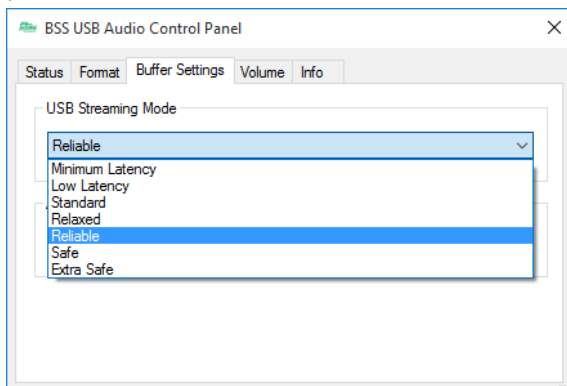 BSS USB Audio Control Panel
Status Format Buffer Settings Volume Info
USB Streaming Mode
Reliable
Minimum Latency
Low Latency
Standard
Relaxed
Reliable
Safe
Extra Safe